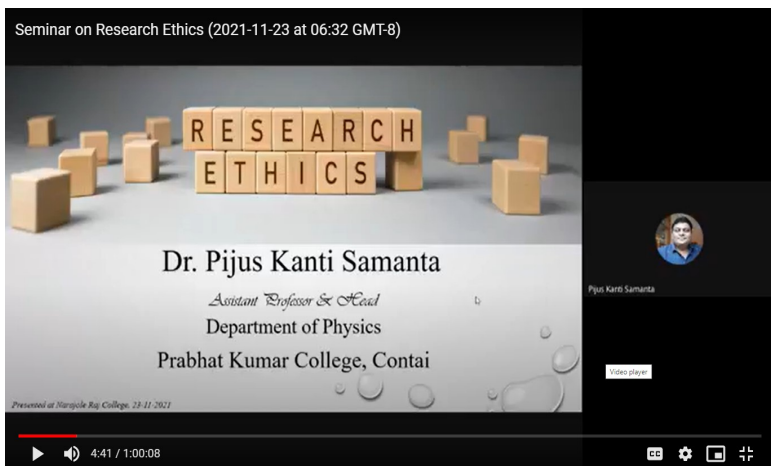 Seminar on Research Ethics (2021-11-23 at 06:32 GMT-8)
RESEARCH
ETHICS
Dr. Pijus Kanti Samanta
Assistant Professor & Head
Department of Physics
Prabhat Kumar College, Contai
Presented at Narajole Raj College, 23-11-2021
Pijus Kanti Samanta
Video player
4:41 / 1:00:08
CC